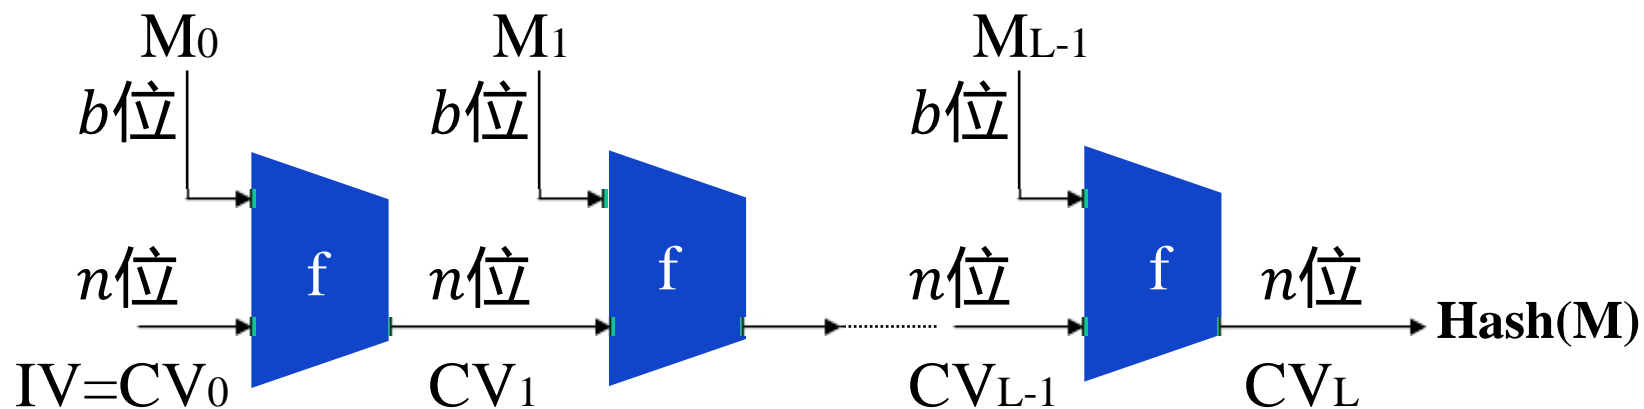 M0 M1 ML-1
b位 b位 b位
f f f
n位 n位 n位 n位
Hash(M)
IV=CV0 CV1 CVL-1 CVL